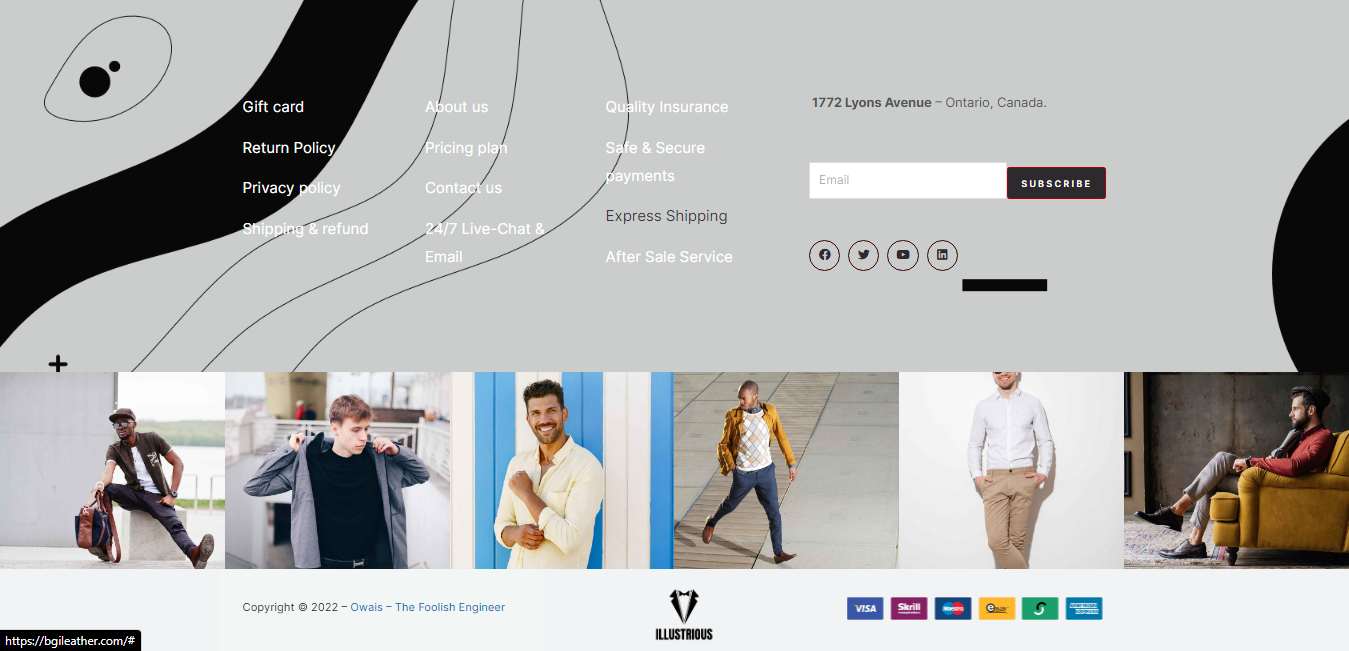 Gift card
Return Policy
Privacy policy
Shipping & refund
About us
Pricing plan
Contact us
24/7 Live-Chat &
Email
Quality Insurance
Safe & Secure
payments
Express Shipping
After Sale Service
1772 Lyons Avenue – Ontario, Canada.
Email
SUBSCRIBE
Copyright © 2022 – Owais – The Foolish Engineer
ILLUSTRIOUS
VISA
Skrill
Maestro
https://bgileather.com/#